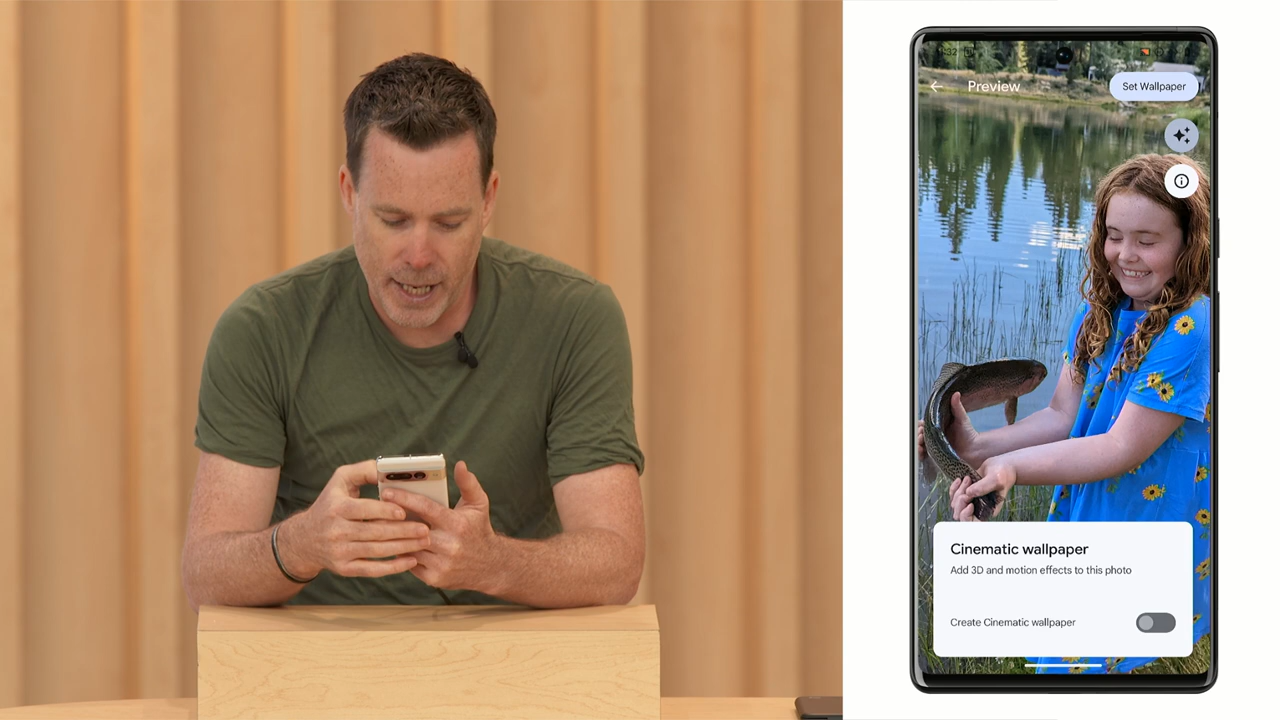 Preview
Set Wallpaper
Cinematic wallpaper
Add 3D and motion effects to this photo
Create Cinematic wallpaper